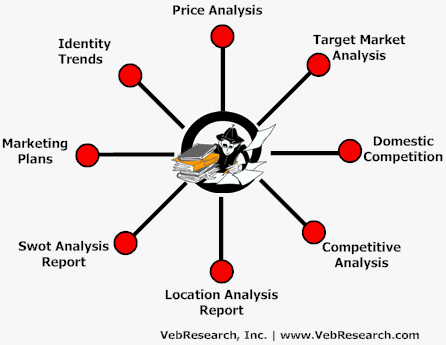 Price Analysis
Identity
Trends
Target Market
Analysis
Marketing
Plans
Domestic
Competition
Swot Analysis
Report
Competitive
Analysis
Location Analysis
Report
VebResearch, Inc. | www.VebResearch.com